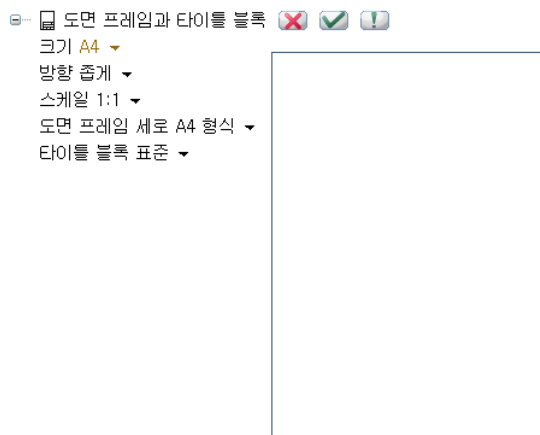 도면 프레임과 타이틀 블록
크기 A4
방향 좁게
스케일 1:1
도면 프레임 세로 A4 형식
타이틀 블록 표준